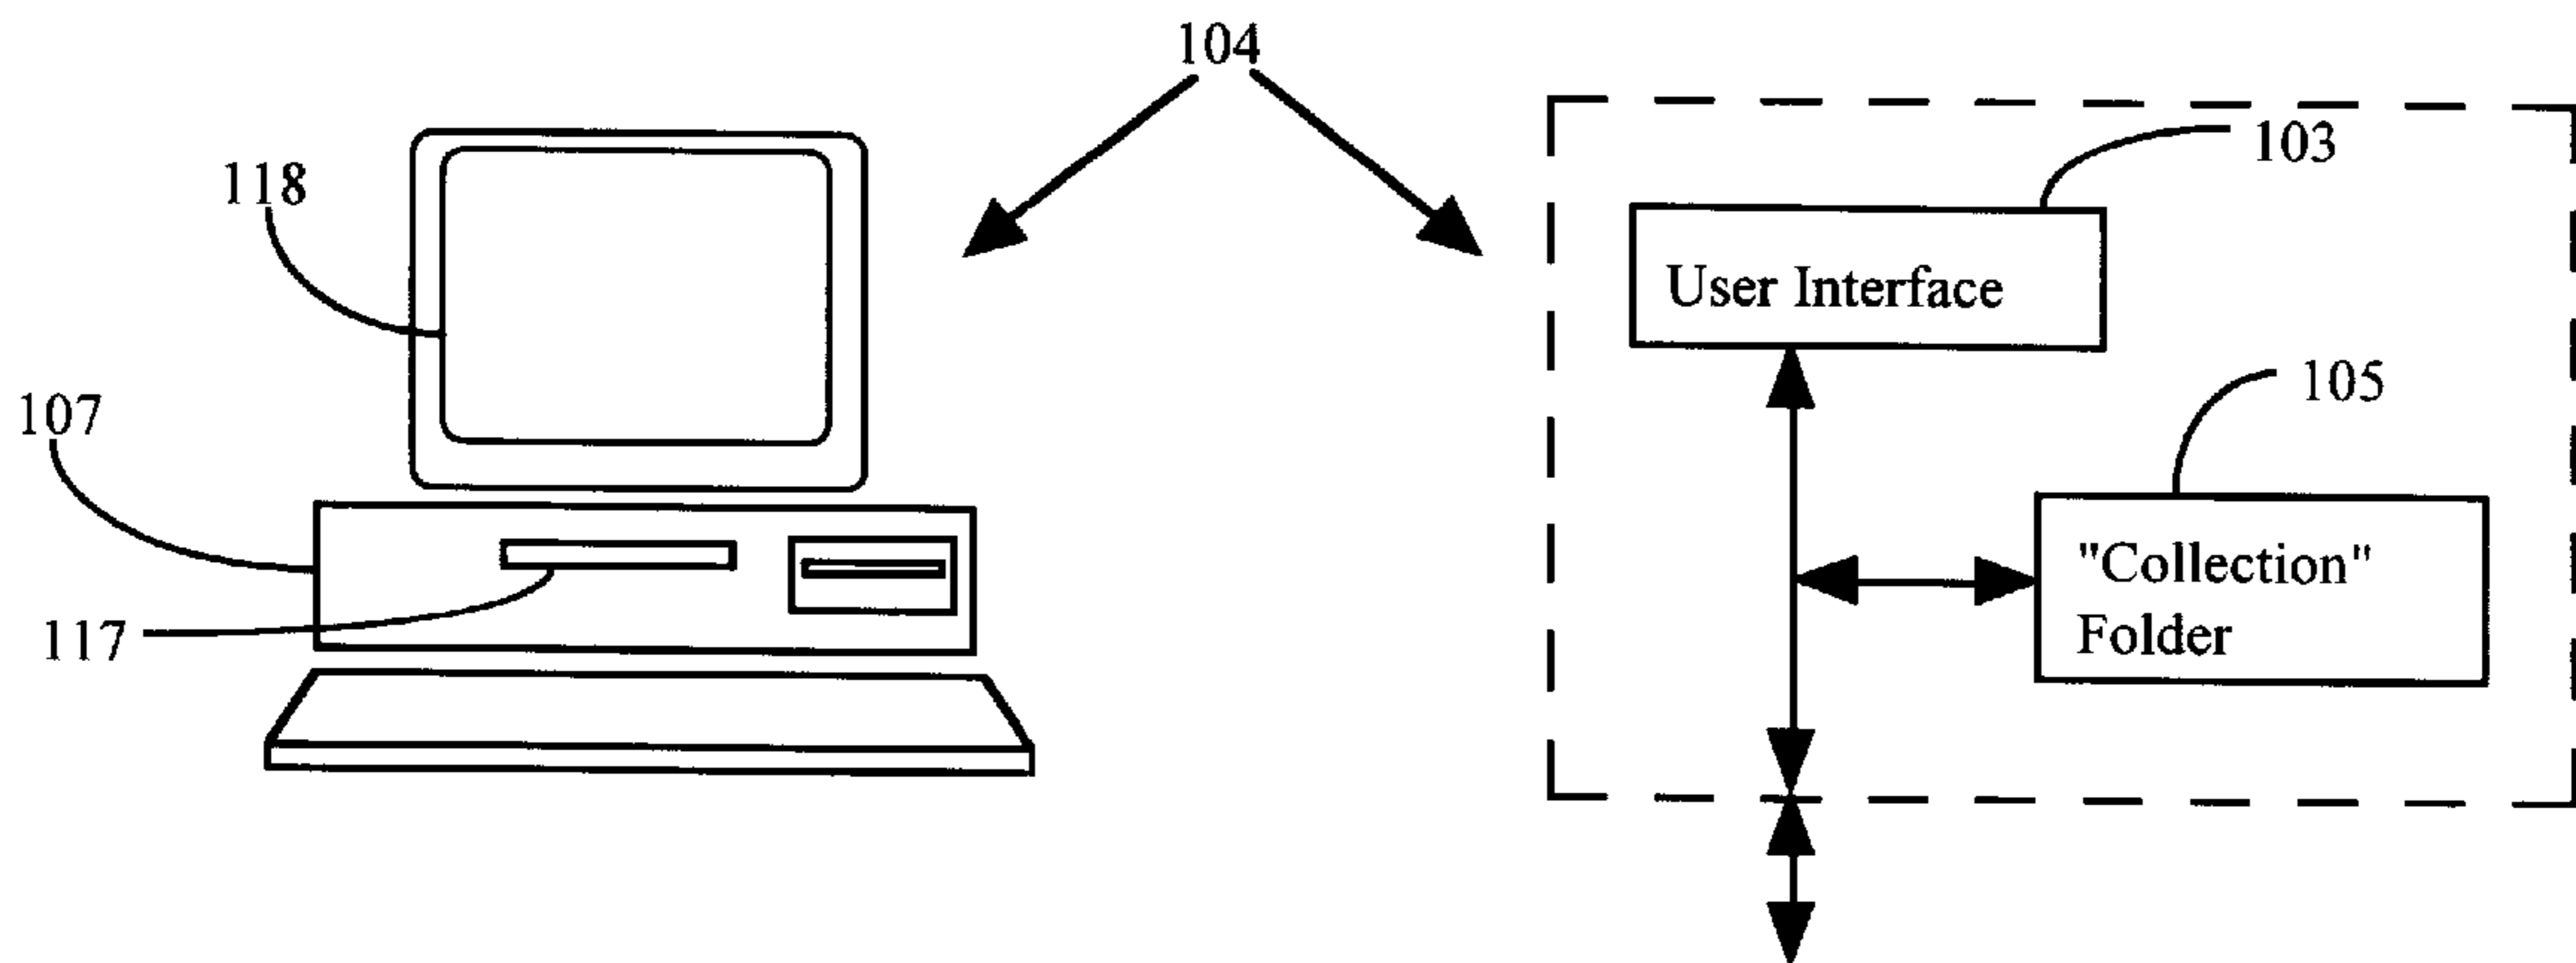 104
103
118
User Interface
105
107
"Collection"
Folder
117